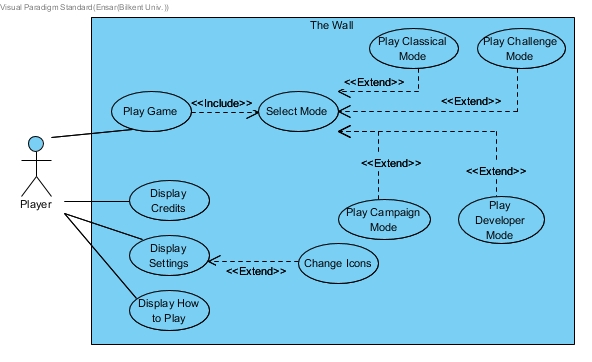 Visual Paradigm Standard(Ensar(Bilkent Univ.))
The Wall
Play Classical
Mode
Play Challenge
Mode
<<Extend>>
<<Extend>>
Play Game
<<Include>>
Select Mode
<<Extend>>
<<Extend>>
Player
Display
Credits
Play Campaign
Mode
Play
Developer
Mode
Display
Settings
<<Extend>>
Change Icons
Display How
to Play